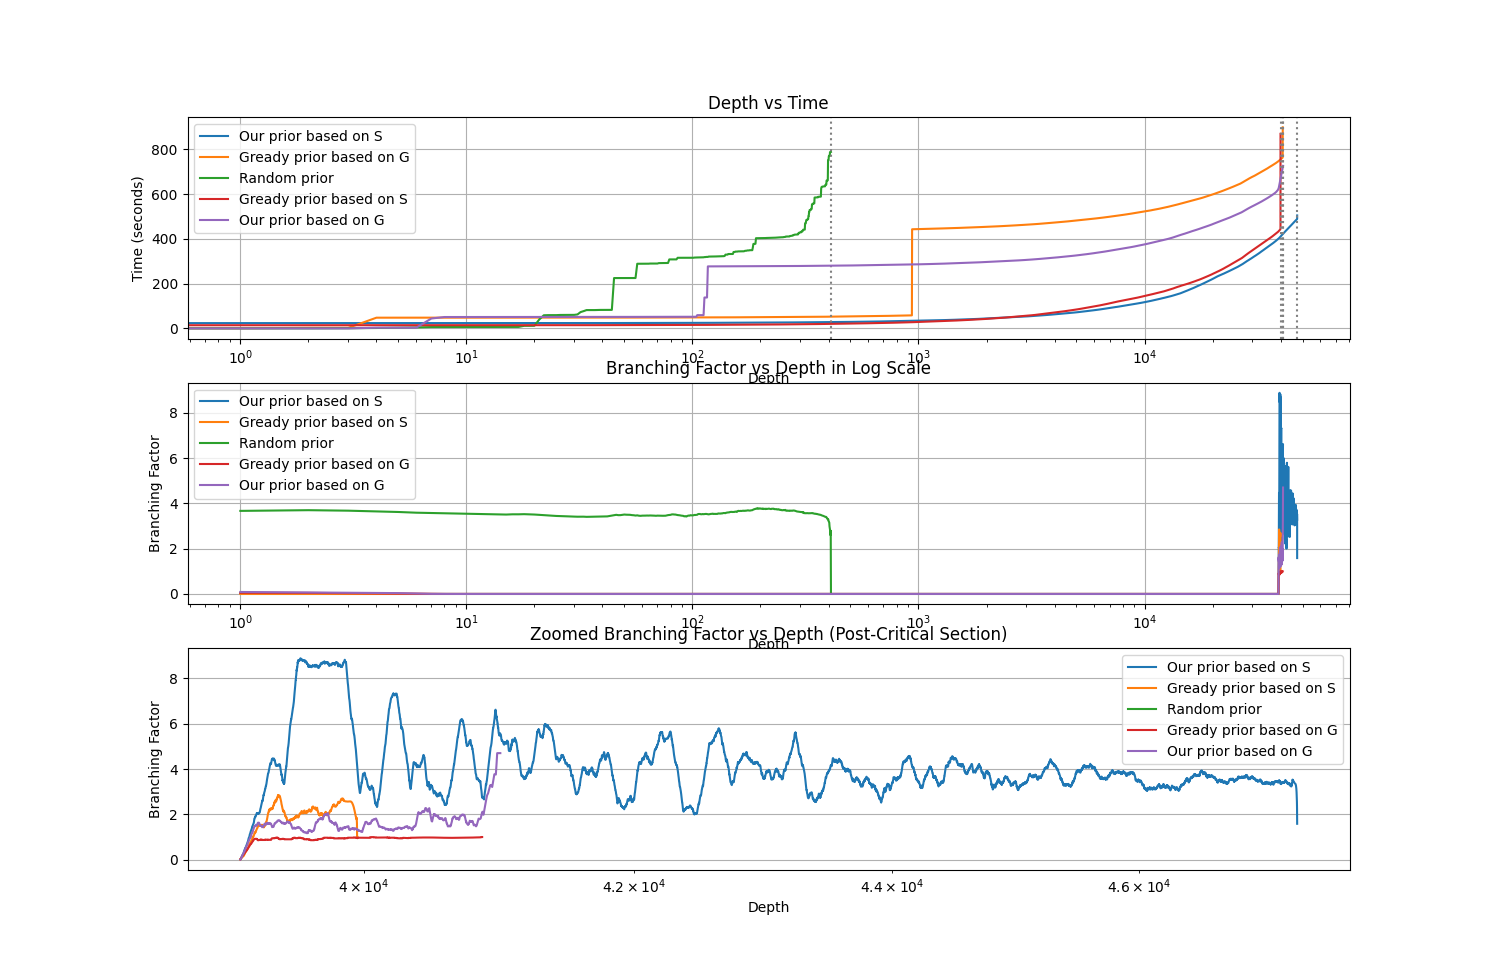 Depth vs Time
Time (seconds)
800
600
400
200
0
Our prior based on S
Gready prior based on G
Random prior
Gready prior based on S
Our prior based on G
10⁰
10¹
10²
10³
10⁴
Depth
Branching Factor vs Depth in Log Scale
Branching Factor
8
6
4
2
0
Our prior based on S
Gready prior based on S
Random prior
Gready prior based on G
Our prior based on G
10⁰
10¹
10²
10³
10⁴
Depth
Zoomed Branching Factor vs Depth (Post-Critical Section)
Branching Factor
8
6
4
2
0
Our prior based on S
Gready prior based on S
Random prior
Gready prior based on G
Our prior based on G
4 × 10⁴
4.2 × 10⁴
4.4 × 10⁴
4.6 × 10⁴
Depth